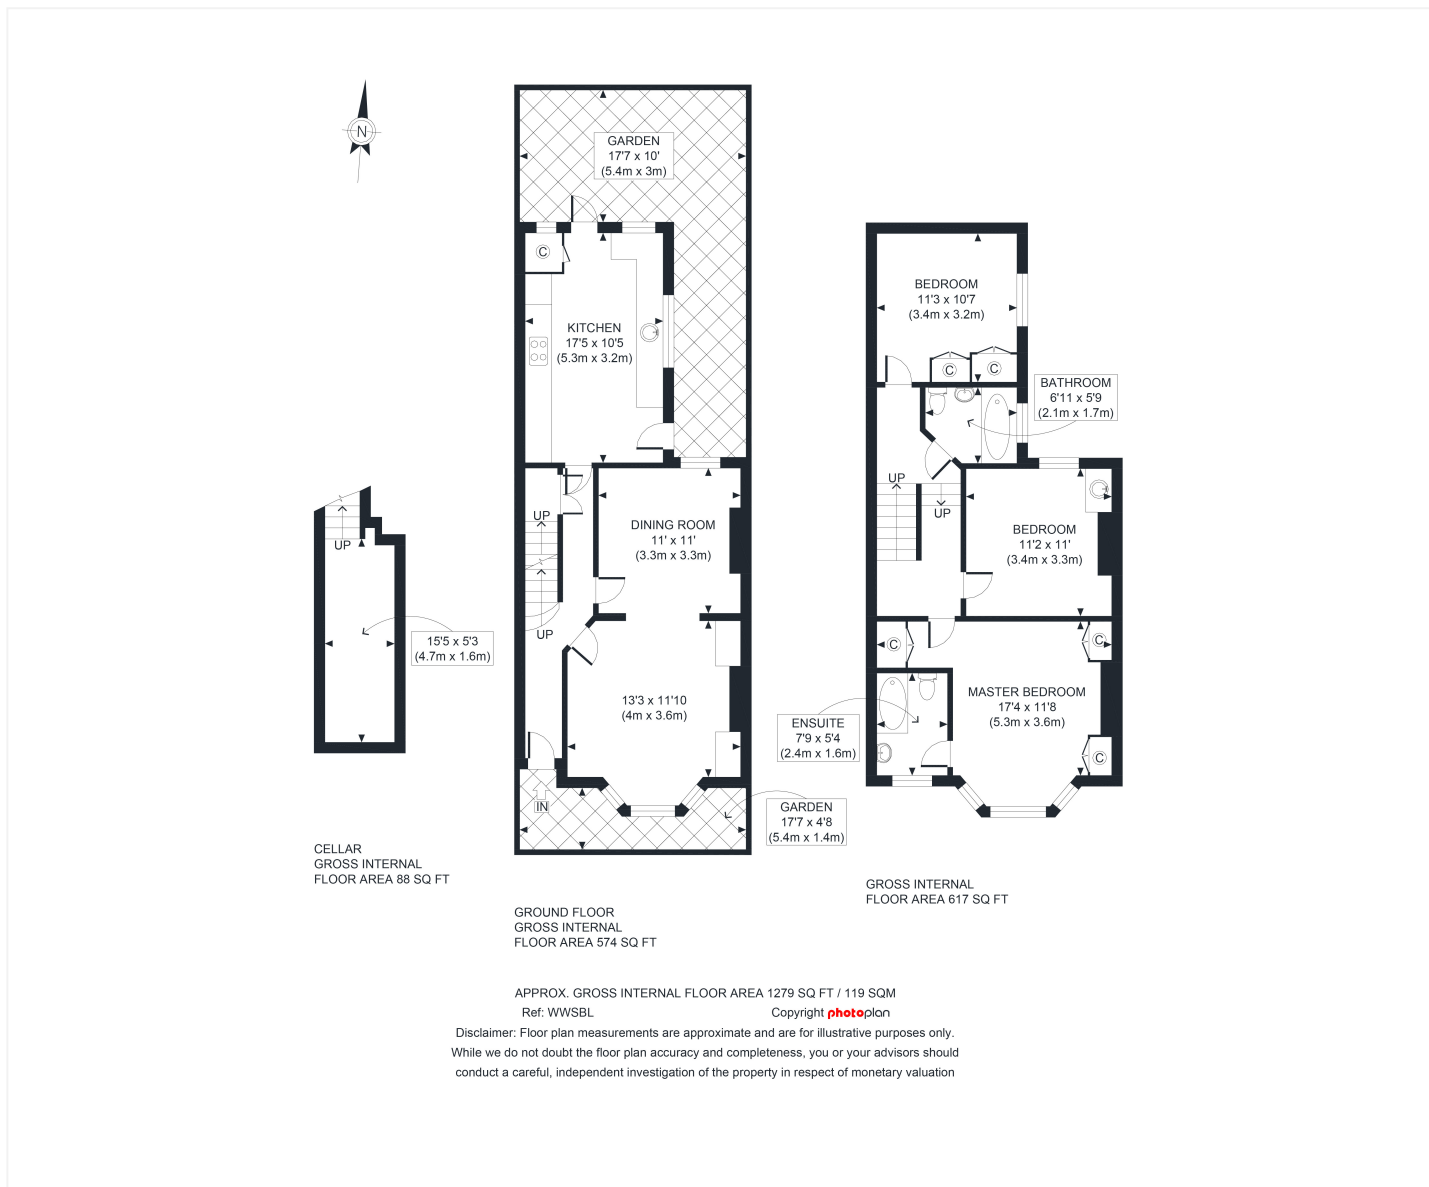 N
GARDEN
17'7 x 10'
(5.4m x 3m)
C
KITCHEN
17'5 x 10'5
(5.3m x 3.2m)
UP
DINING ROOM
11' x 11'
(3.3m x 3.3m)
UP
13'3 x 11'10
(4m x 3.6m)
IN
GARDEN
17'7 x 4'8
(5.4m x 1.4m)
GROUND FLOOR
GROSS INTERNAL
FLOOR AREA 574 SQ FT
UP
15'5 x 5'3
(4.7m x 1.6m)
CELLAR
GROSS INTERNAL
FLOOR AREA 88 SQ FT
BEDROOM
11'3 x 10'7
(3.4m x 3.2m)
C
C
BATHROOM
6'11 x 5'9
(2.1m x 1.7m)
UP
UP
BEDROOM
11'2 x 11'
(3.4m x 3.3m)
C
C
MASTER BEDROOM
17'4 x 11'8
(5.3m x 3.6m)
ENSUITE
7'9 x 5'4
(2.4m x 1.6m)
C
GROSS INTERNAL
FLOOR AREA 617 SQ FT
APPROX. GROSS INTERNAL FLOOR AREA 1279 SQ FT / 119 SQM
Ref: WWSBL Copyright photoplan
Disclaimer: Floor plan measurements are approximate and are for illustrative purposes only.
While we do not doubt the floor plan accuracy and completeness, you or your advisors should
conduct a careful, independent investigation of the property in respect of monetary valuation